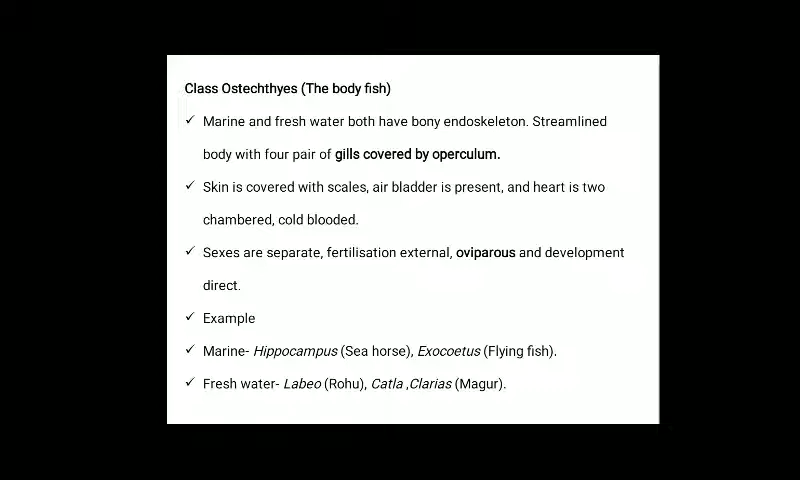 Class Ostechthyes (The body fish)
✓ Marine and fresh water both have bony endoskeleton. Streamlined
body with four pair of gills covered by operculum.
✓ Skin is covered with scales, air bladder is present, and heart is two
chambered, cold blooded.
✓ Sexes are separate, fertilisation external, oviparous and development
direct.
✓ Example
✓ Marine- Hippocampus (Sea horse), Exocoetus (Flying fish).
✓ Fresh water- Labeo (Rohu), Catla ,Clarias (Magur).